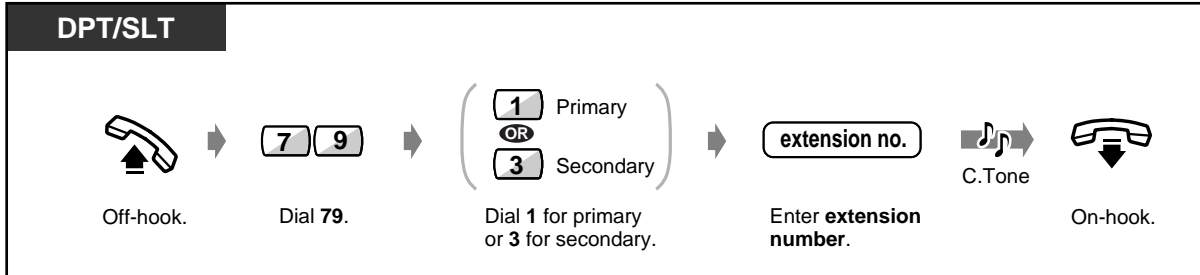 DPT/SLT
1 Primary
OR
3 Secondary
7 9
extension no.
C.Tone
Off-hook.
Dial 79.
Dial 1 for primary
or 3 for secondary.
Enter extension
number.
On-hook.